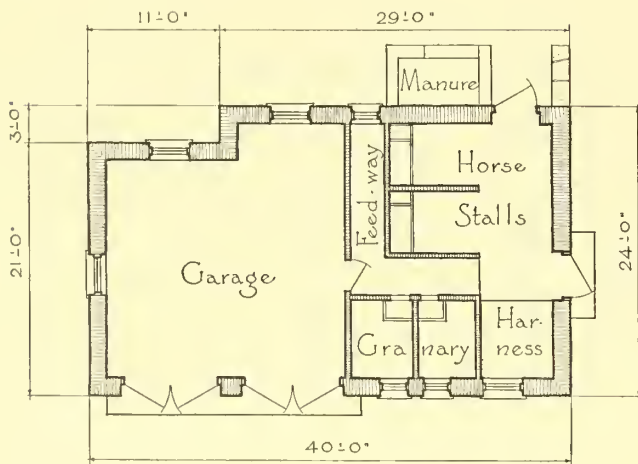 11'-0"
29'-0"
Manure
3'-0"
Horse
Feed-way
Stalls
21'-0"
24'-0"
Garage
Gra nary
Har-
ness
40'-0"